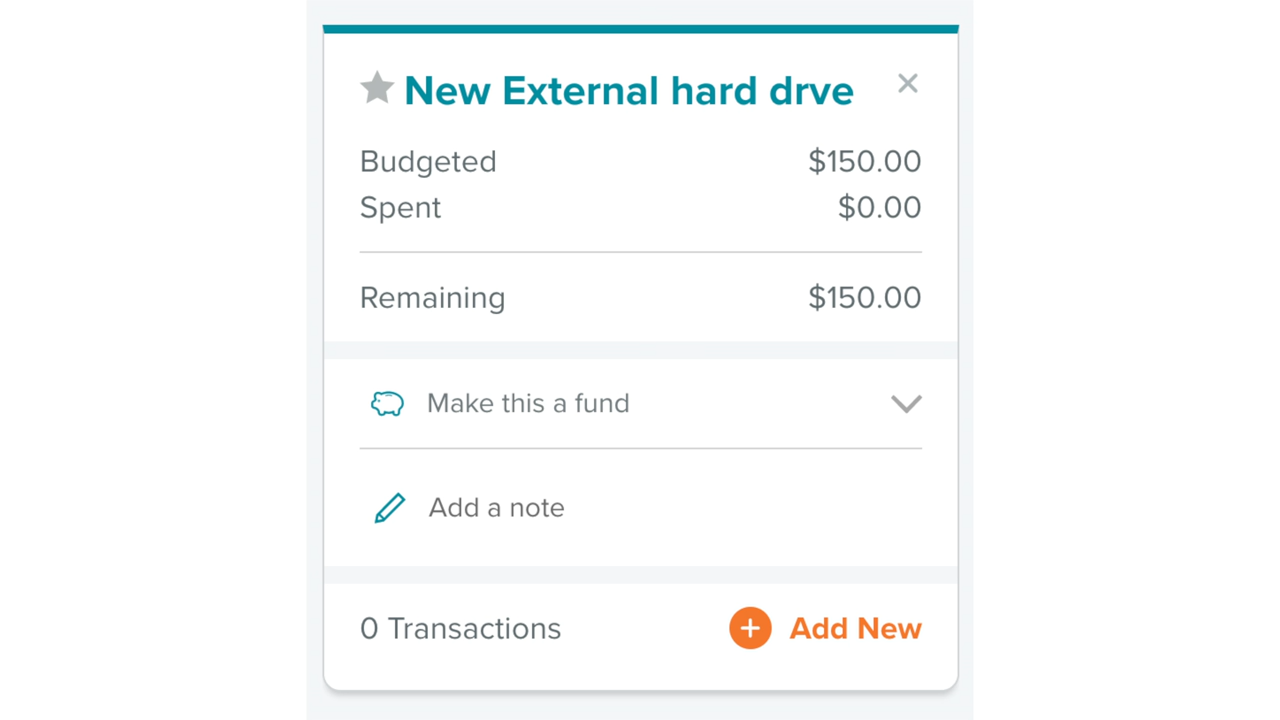 New External hard drve
Budgeted $150.00
Spent $0.00
Remaining $150.00
Make this a fund
Add a note
0 Transactions Add New